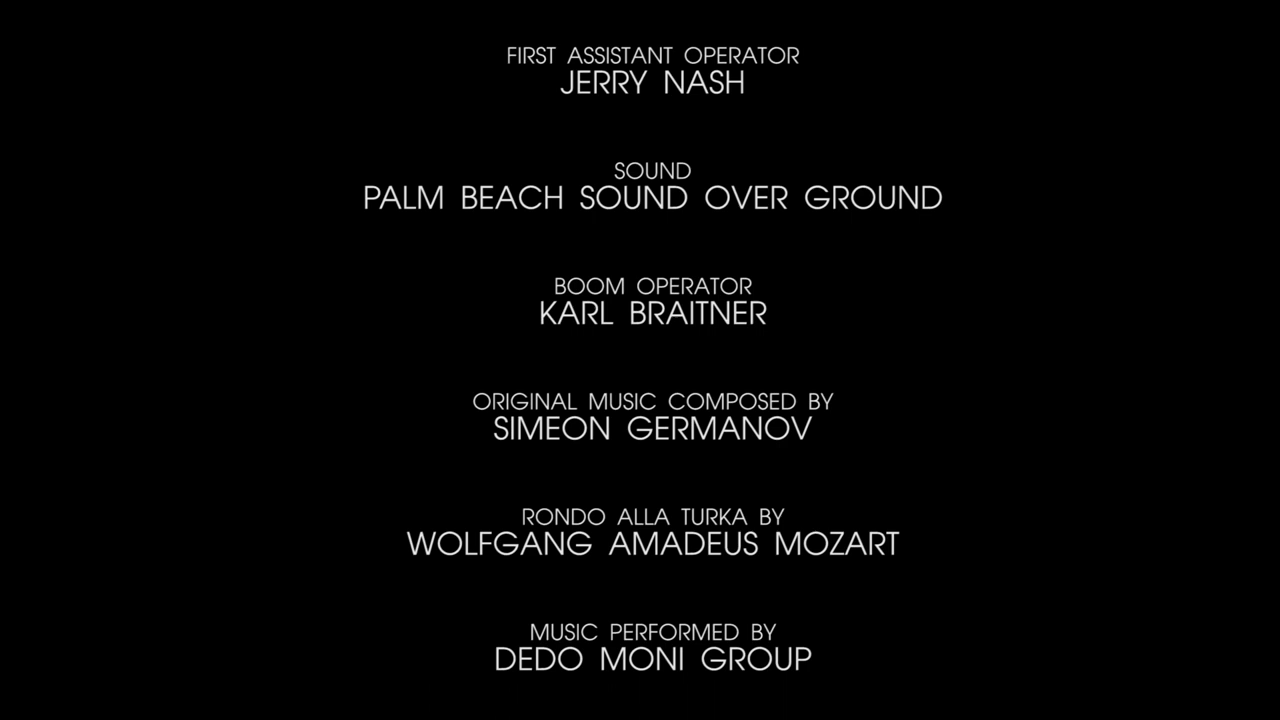 FIRST ASSISTANT OPERATOR
JERRY NASH
SOUND
PALM BEACH SOUND OVER GROUND
BOOM OPERATOR
KARL BRAITNER
ORIGINAL MUSIC COMPOSED BY
SIMEON GERMANOV
RONDO ALLA TURKA BY
WOLFGANG AMADEUS MOZART
MUSIC PERFORMED BY
DEDO MONI GROUP